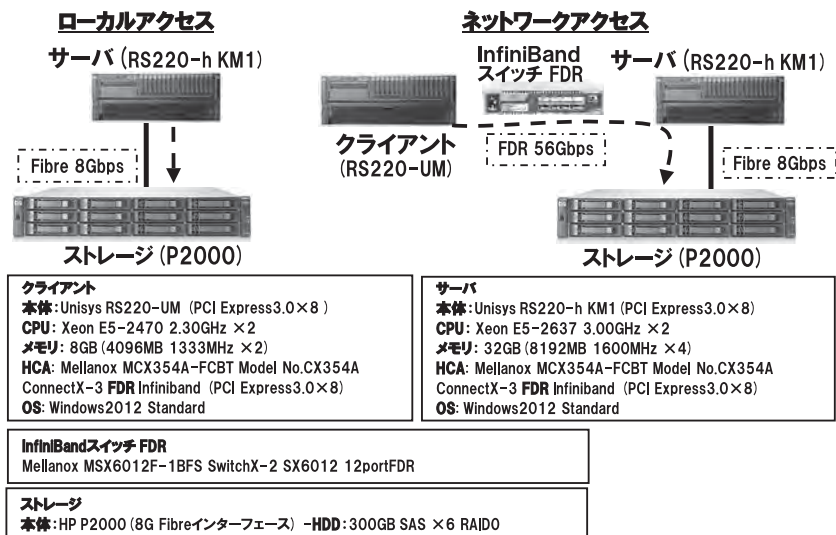 ローカルアクセス
サーバ (RS220-h KM1)
Fibre 8Gbps
ストレージ (P2000)
ネットワークアクセス
InfiniBand
スイッチ FDR
サーバ (RS220-h KM1)
クライアント
(RS220-UM)
FDR 56Gbps
Fibre 8Gbps
ストレージ (P2000)
クライアント
本体:Unisys RS220-UM (PCI Express3.0×8 )
CPU: Xeon E5-2470 2.30GHz ×2
メモリ: 8GB (4096MB 1333MHz ×2)
HCA: Mellanox MCX354A-FCBT Model No.CX354A
ConnectX-3 FDR Infiniband (PCI Express3.0×8)
OS: Windows2012 Standard
サーバ
本体:Unisys RS220-h KM1 (PCI Express3.0×8)
CPU: Xeon E5-2637 3.00GHz ×2
メモリ: 32GB (8192MB 1600MHz ×4)
HCA: Mellanox MCX354A-FCBT Model No.CX354A
ConnectX-3 FDR Infiniband (PCI Express3.0×8)
OS: Windows2012 Standard
InfiniBandスイッチ FDR
Mellanox MSX6012F-1BFS SwitchX-2 SX6012 12portFDR
ストレージ
本体:HP P2000 (8G Fibreインターフェース) -HDD:300GB SAS ×6 RAID0